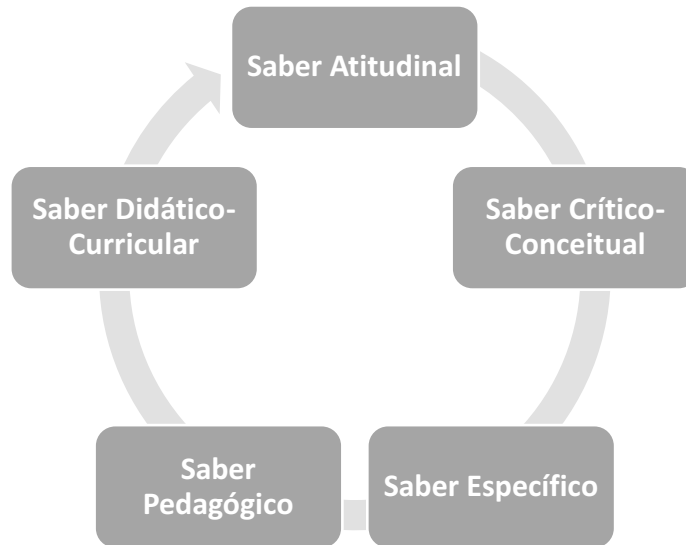 Saber Atitudinal
Saber Crítico-
Conceitual
Saber Específico
Saber
Pedagógico
Saber Didático-
Curricular